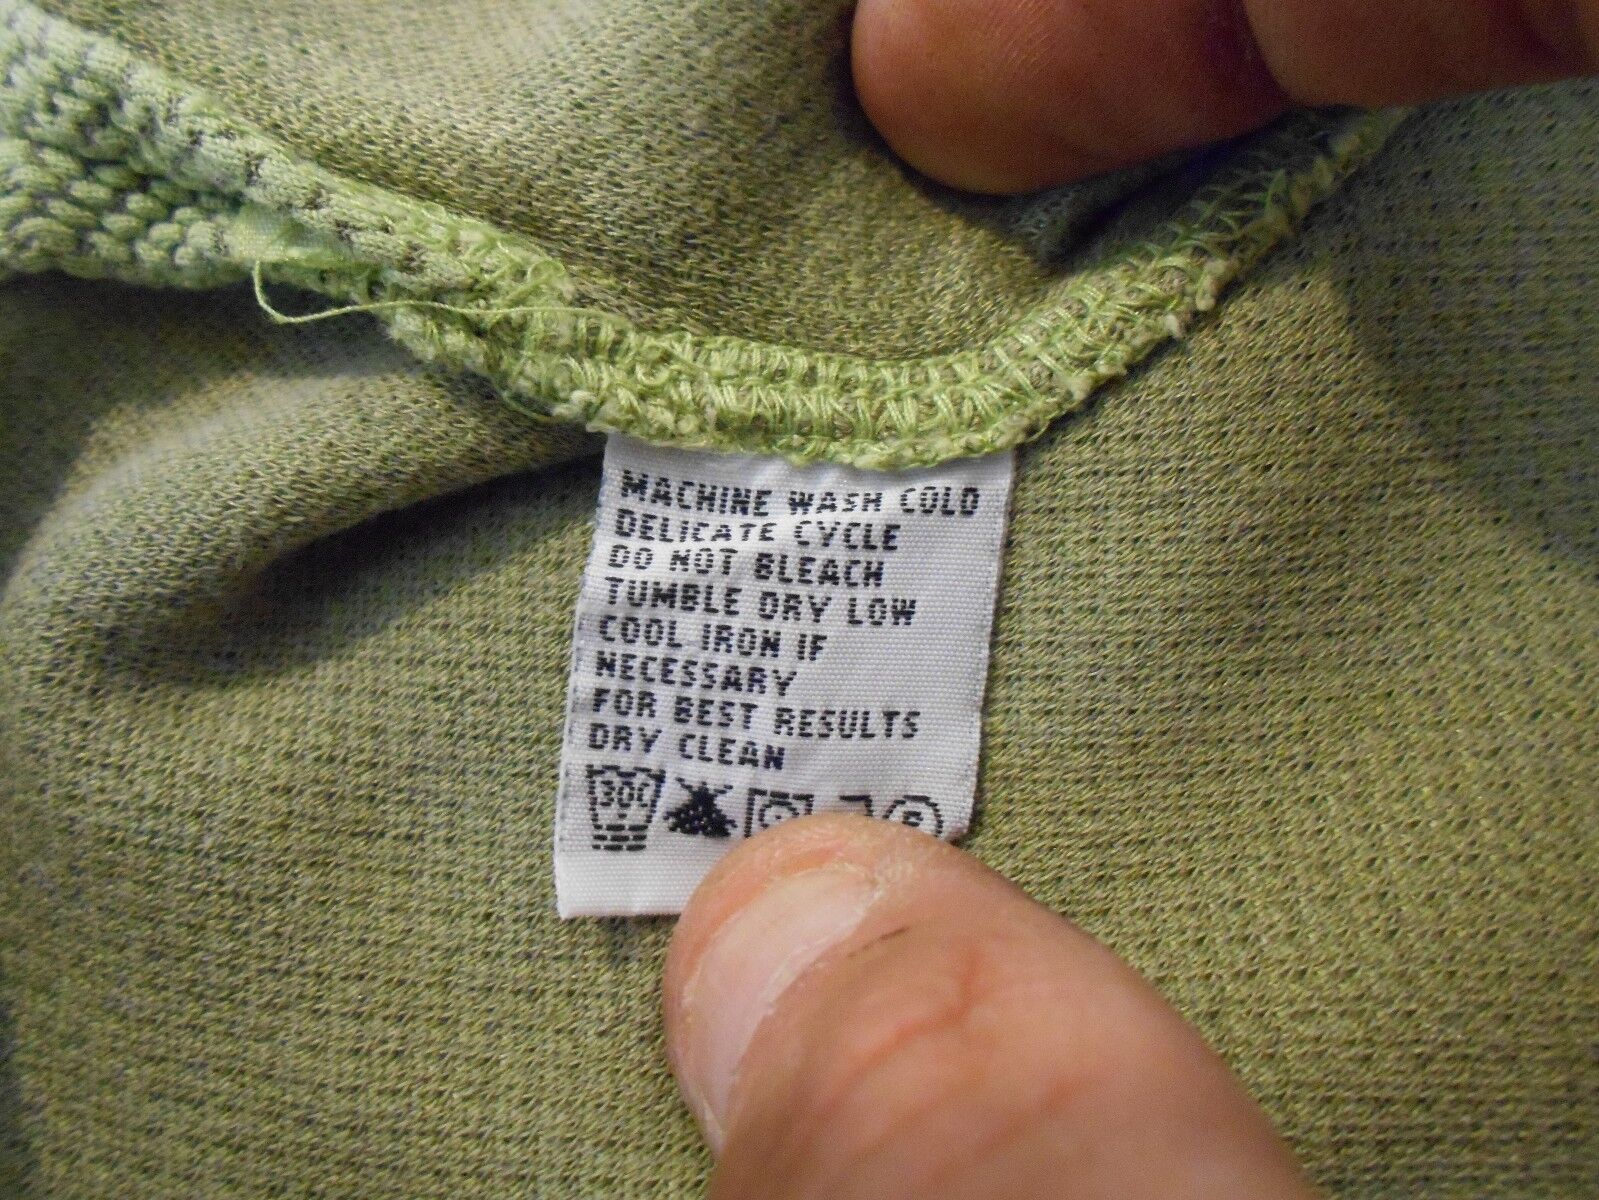 MACHINE WASH COLD
DELICATE CYCLE
DO NOT BLEACH
TUMBLE DRY LOW
COOL IRON IF
NECESSARY
FOR BEST RESULTS
DRY CLEAN
30C P